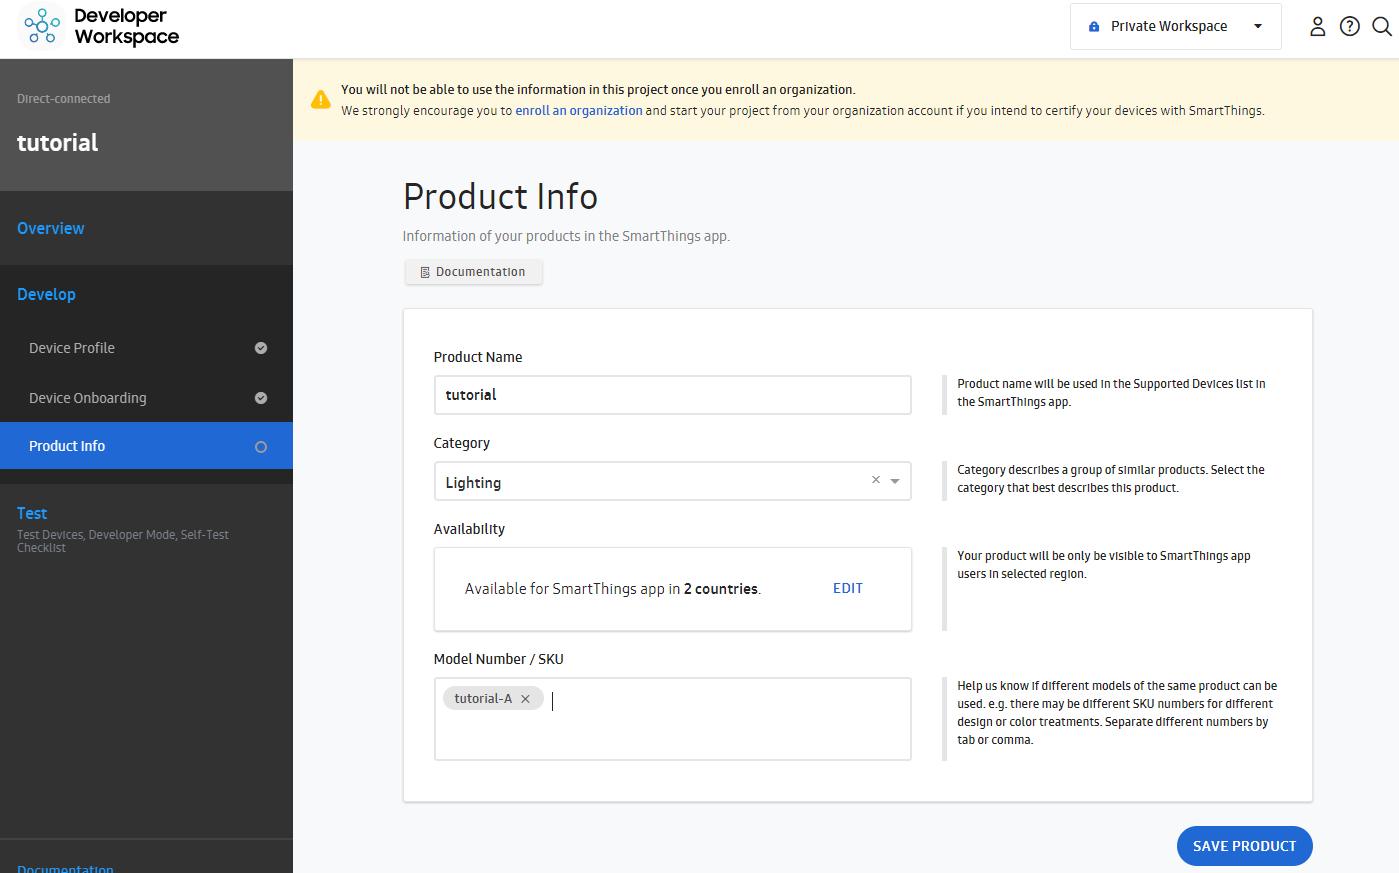 Developer
Workspace
Private Workspace
Direct-connected
tutorial
Overview
Develop
Device Profile
Device Onboarding
Product Info
Test
Test Devices, Developer Mode, Self-Test
Checklist
Documentation
You will not be able to use the information in this project once you enroll an organization.
We strongly encourage you to enroll an organization and start your project from your organization account if you intend to certify your devices with SmartThings.
Product Info
Information of your products in the SmartThings app.
Documentation
Product Name
tutorial
Product name will be used in the Supported Devices list in
the SmartThings app.
Category
Lighting
Category describes a group of similar products. Select the
category that best describes this product.
Availability
Available for SmartThings app in 2 countries.
EDIT
Your product will be only be visible to SmartThings app
users in selected region.
Model Number / SKU
tutorial-A
Help us know if different models of the same product can be
used. e.g. there may be different SKU numbers for different
design or color treatments. Separate different numbers by
tab or comma.
SAVE PRODUCT